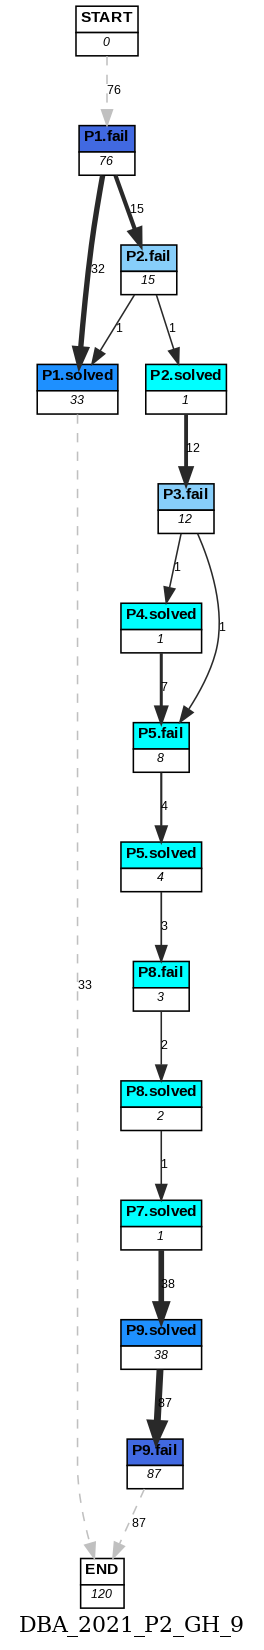 START
0
76
P1.fail
76
15
32
P2.fail
15
1
1
P1.solved
33
P2.solved
1
12
P3.fail
12
1
1
P4.solved
1
7
P5.fail
8
4
P5.solved
4
3
P8.fail
3
33
2
P8.solved
2
1
P7.solved
1
38
P9.solved
38
87
P9.fail
87
87
END
120
DBA_2021_P2_GH_9